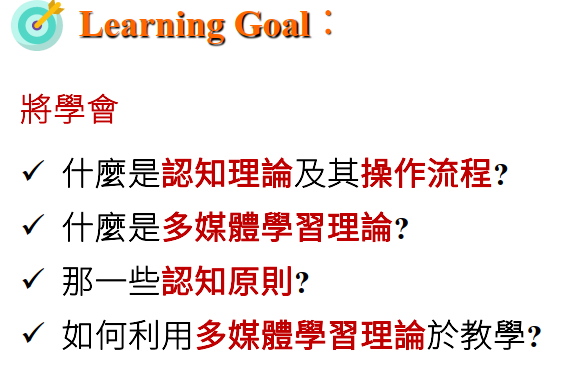 Learning Goal：
將學會
✓ 什麼是認知理論及其操作流程?
✓ 什麼是多媒體學習理論?
✓ 那一些認知原則?
✓ 如何利用多媒體學習理論於教學?